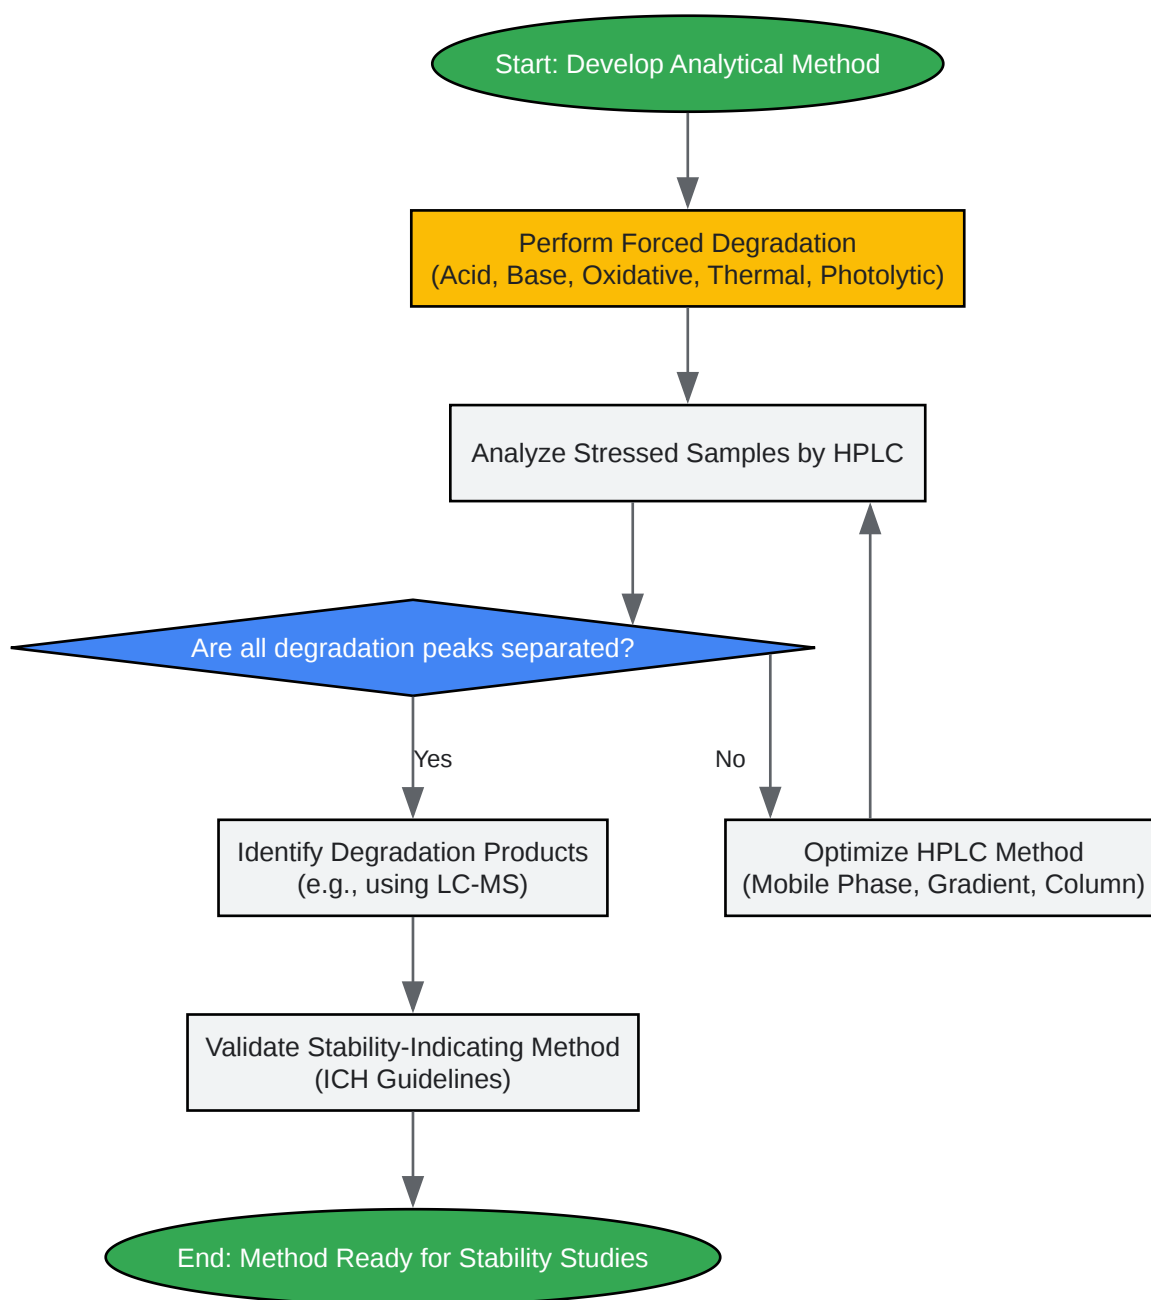 Start: Develop Analytical Method
Perform Forced Degradation
(Acid, Base, Oxidative, Thermal, Photolytic)
Analyze Stressed Samples by HPLC
Are all degradation peaks separated?
Yes
No
Identify Degradation Products
(e.g., using LC-MS)
Optimize HPLC Method
(Mobile Phase, Gradient, Column)
Validate Stability-Indicating Method
(ICH Guidelines)
End: Method Ready for Stability Studies